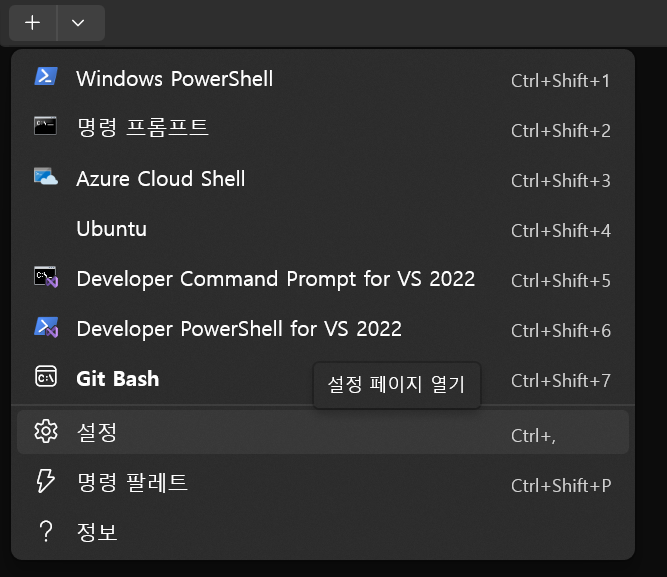 Windows PowerShell Ctrl+Shift+1
명령 프롬프트 Ctrl+Shift+2
Azure Cloud Shell Ctrl+Shift+3
Ubuntu Ctrl+Shift+4
Developer Command Prompt for VS 2022 Ctrl+Shift+5
Developer PowerShell for VS 2022 Ctrl+Shift+6
Git Bash Ctrl+Shift+7
설정 페이지 열기
설정 Ctrl+,
명령 팔레트 Ctrl+Shift+P
정보